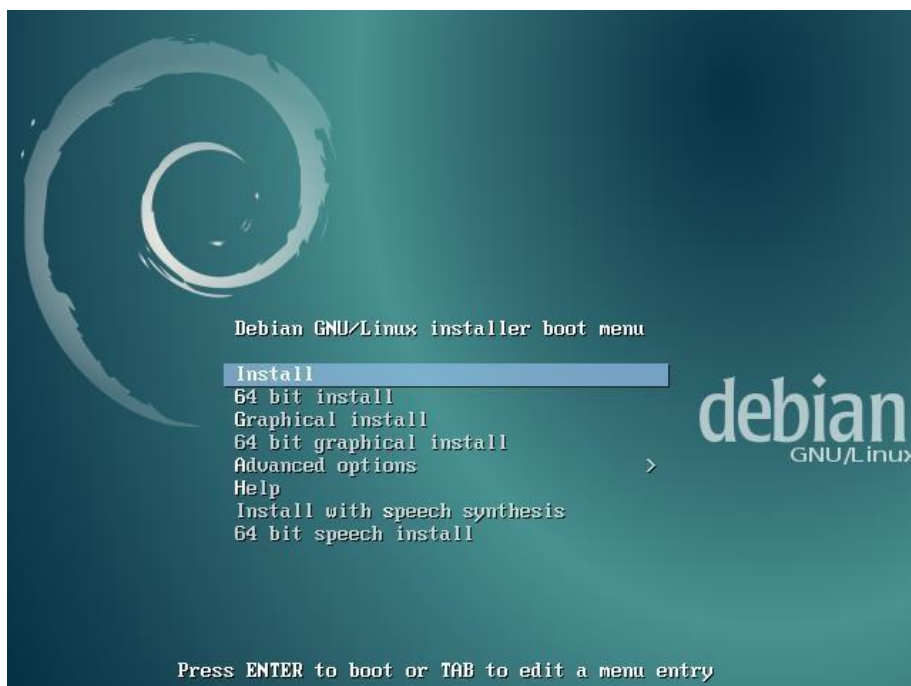 Debian GNU/Linux installer boot menu
Install
64 bit install
Graphical install
64 bit graphical install
Advanced options >
Help
Install with speech synthesis
64 bit speech install
debian
GNU/Linux
Press ENTER to boot or TAB to edit a menu entry